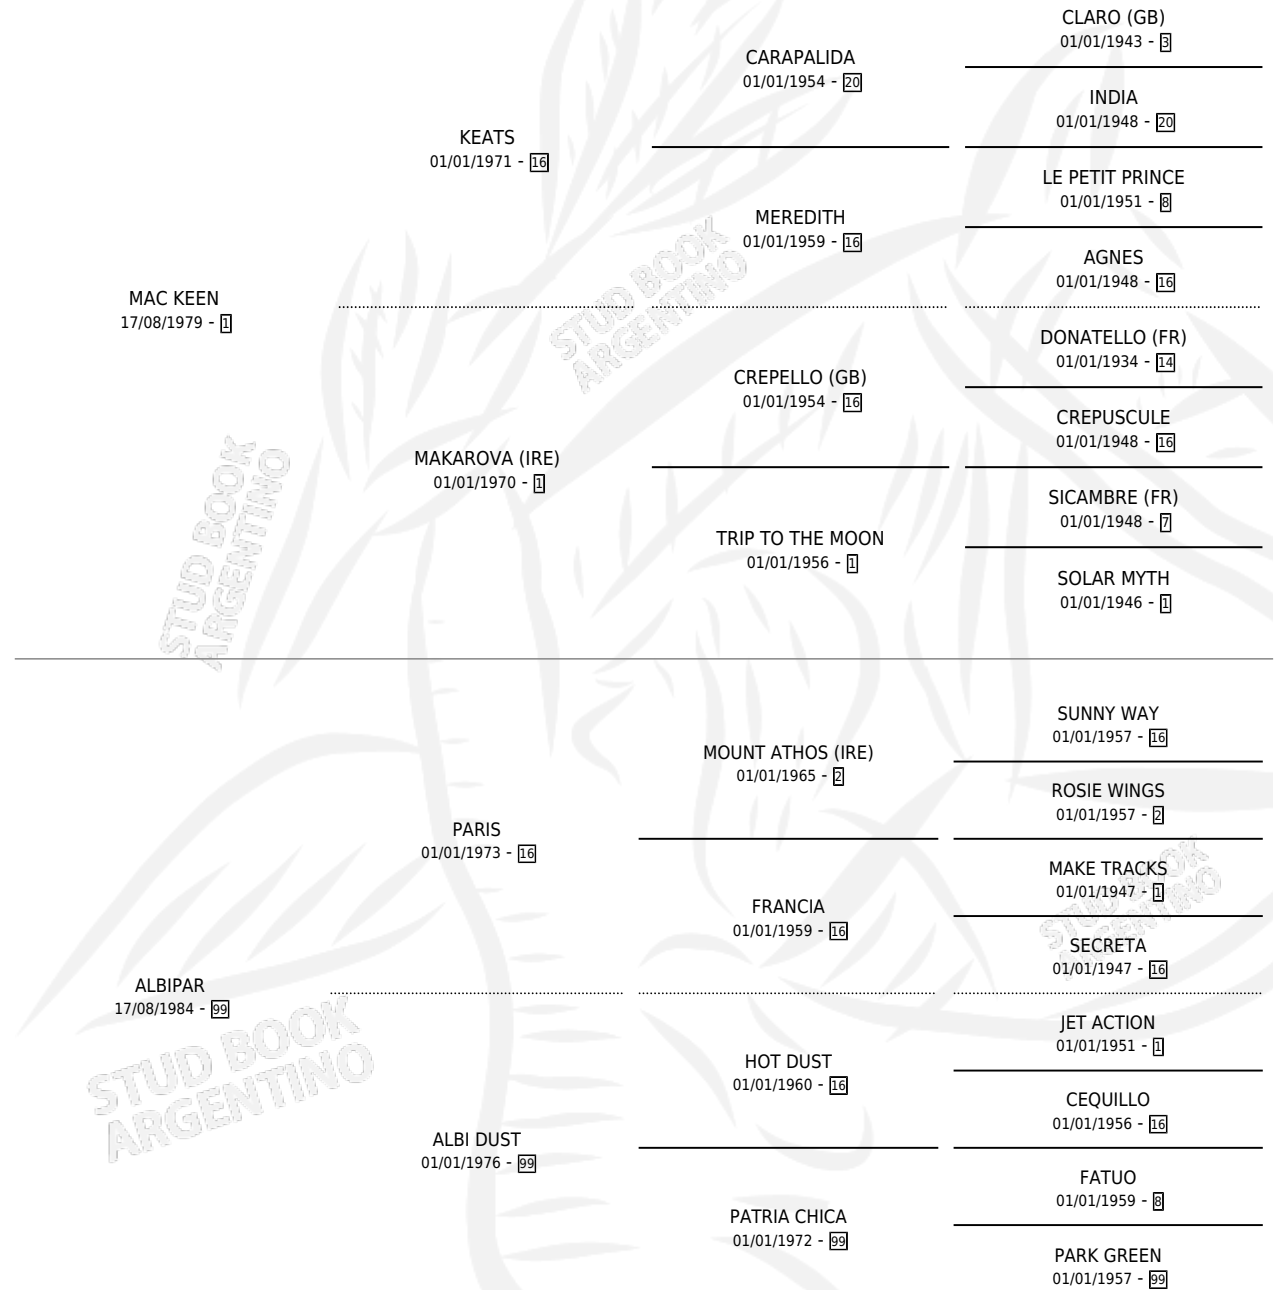 CLARO (GB)
01/01/1943 - 3
CARAPALIDA
01/01/1954 - 20
INDIA
01/01/1948 - 20
KEATS
01/01/1971 - 16
LE PETIT PRINCE
01/01/1951 - 8
MEREDITH
01/01/1959 - 16
AGNES
01/01/1948 - 16
STUD BOOK
ARGENTINO
MAC KEEN
17/08/1979 - 1
DONATELLO (FR)
01/01/1934 - 14
CREPELLO (GB)
01/01/1954 - 16
CREPUSCULE
01/01/1948 - 16
MAKAROVA (IRE)
01/01/1970 - 1
SICAMBRE (FR)
01/01/1948 - 7
TRIP TO THE MOON
01/01/1956 - 1
SOLAR MYTH
01/01/1946 - 1
STUD BOOK
ARGENTINO
SUNNY WAY
01/01/1957 - 16
MOUNT ATHOS (IRE)
01/01/1965 - 2
ROSIE WINGS
01/01/1957 - 2
PARIS
01/01/1973 - 16
MAKE TRACKS
01/01/1947 - 1
FRANCIA
01/01/1959 - 16
SECRETA
01/01/1947 - 16
STUD BOOK
ARGENTINO
ALBIPAR
17/08/1984 - 99
JET ACTION
01/01/1951 - 1
HOT DUST
01/01/1960 - 16
CEQUILLO
01/01/1956 - 16
STUD BOOK
ARGENTINO
ALBI DUST
01/01/1976 - 99
FATUO
01/01/1959 - 8
PATRIA CHICA
01/01/1972 - 99
PARK GREEN
01/01/1957 - 99